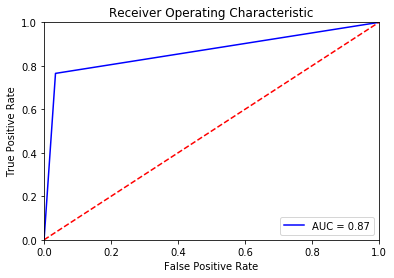 Receiver Operating Characteristic
True Positive Rate
1.0
0.8
0.6
0.4
0.2
0.0
AUC = 0.87
0.0 0.2 0.4 0.6 0.8 1.0
False Positive Rate